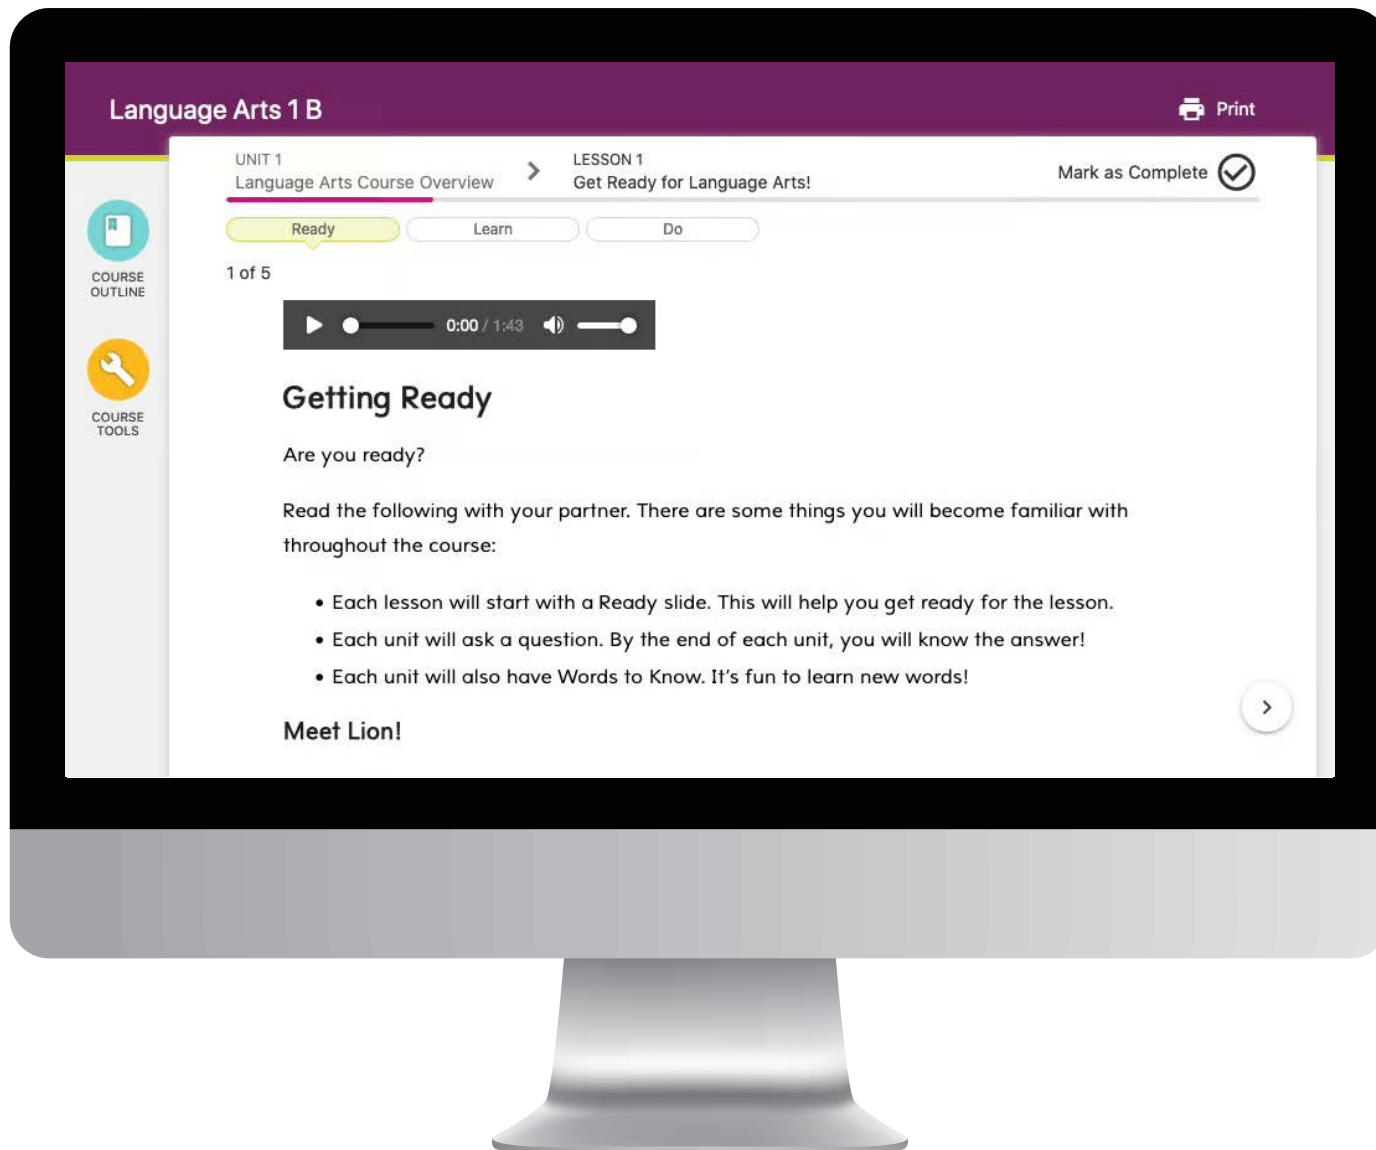 Language Arts 1 B
Print
UNIT 1
Language Arts Course Overview
LESSON 1
Get Ready for Language Arts!
Mark as Complete
Ready
Learn
Do
1 of 5
COURSE
OUTLINE
COURSE
TOOLS
0:00 / 1:43
Getting Ready
Are you ready?
Read the following with your partner. There are some things you will become familiar with
throughout the course:
• Each lesson will start with a Ready slide. This will help you get ready for the lesson.
• Each unit will ask a question. By the end of each unit, you will know the answer!
• Each unit will also have Words to Know. It's fun to learn new words!
Meet Lion!